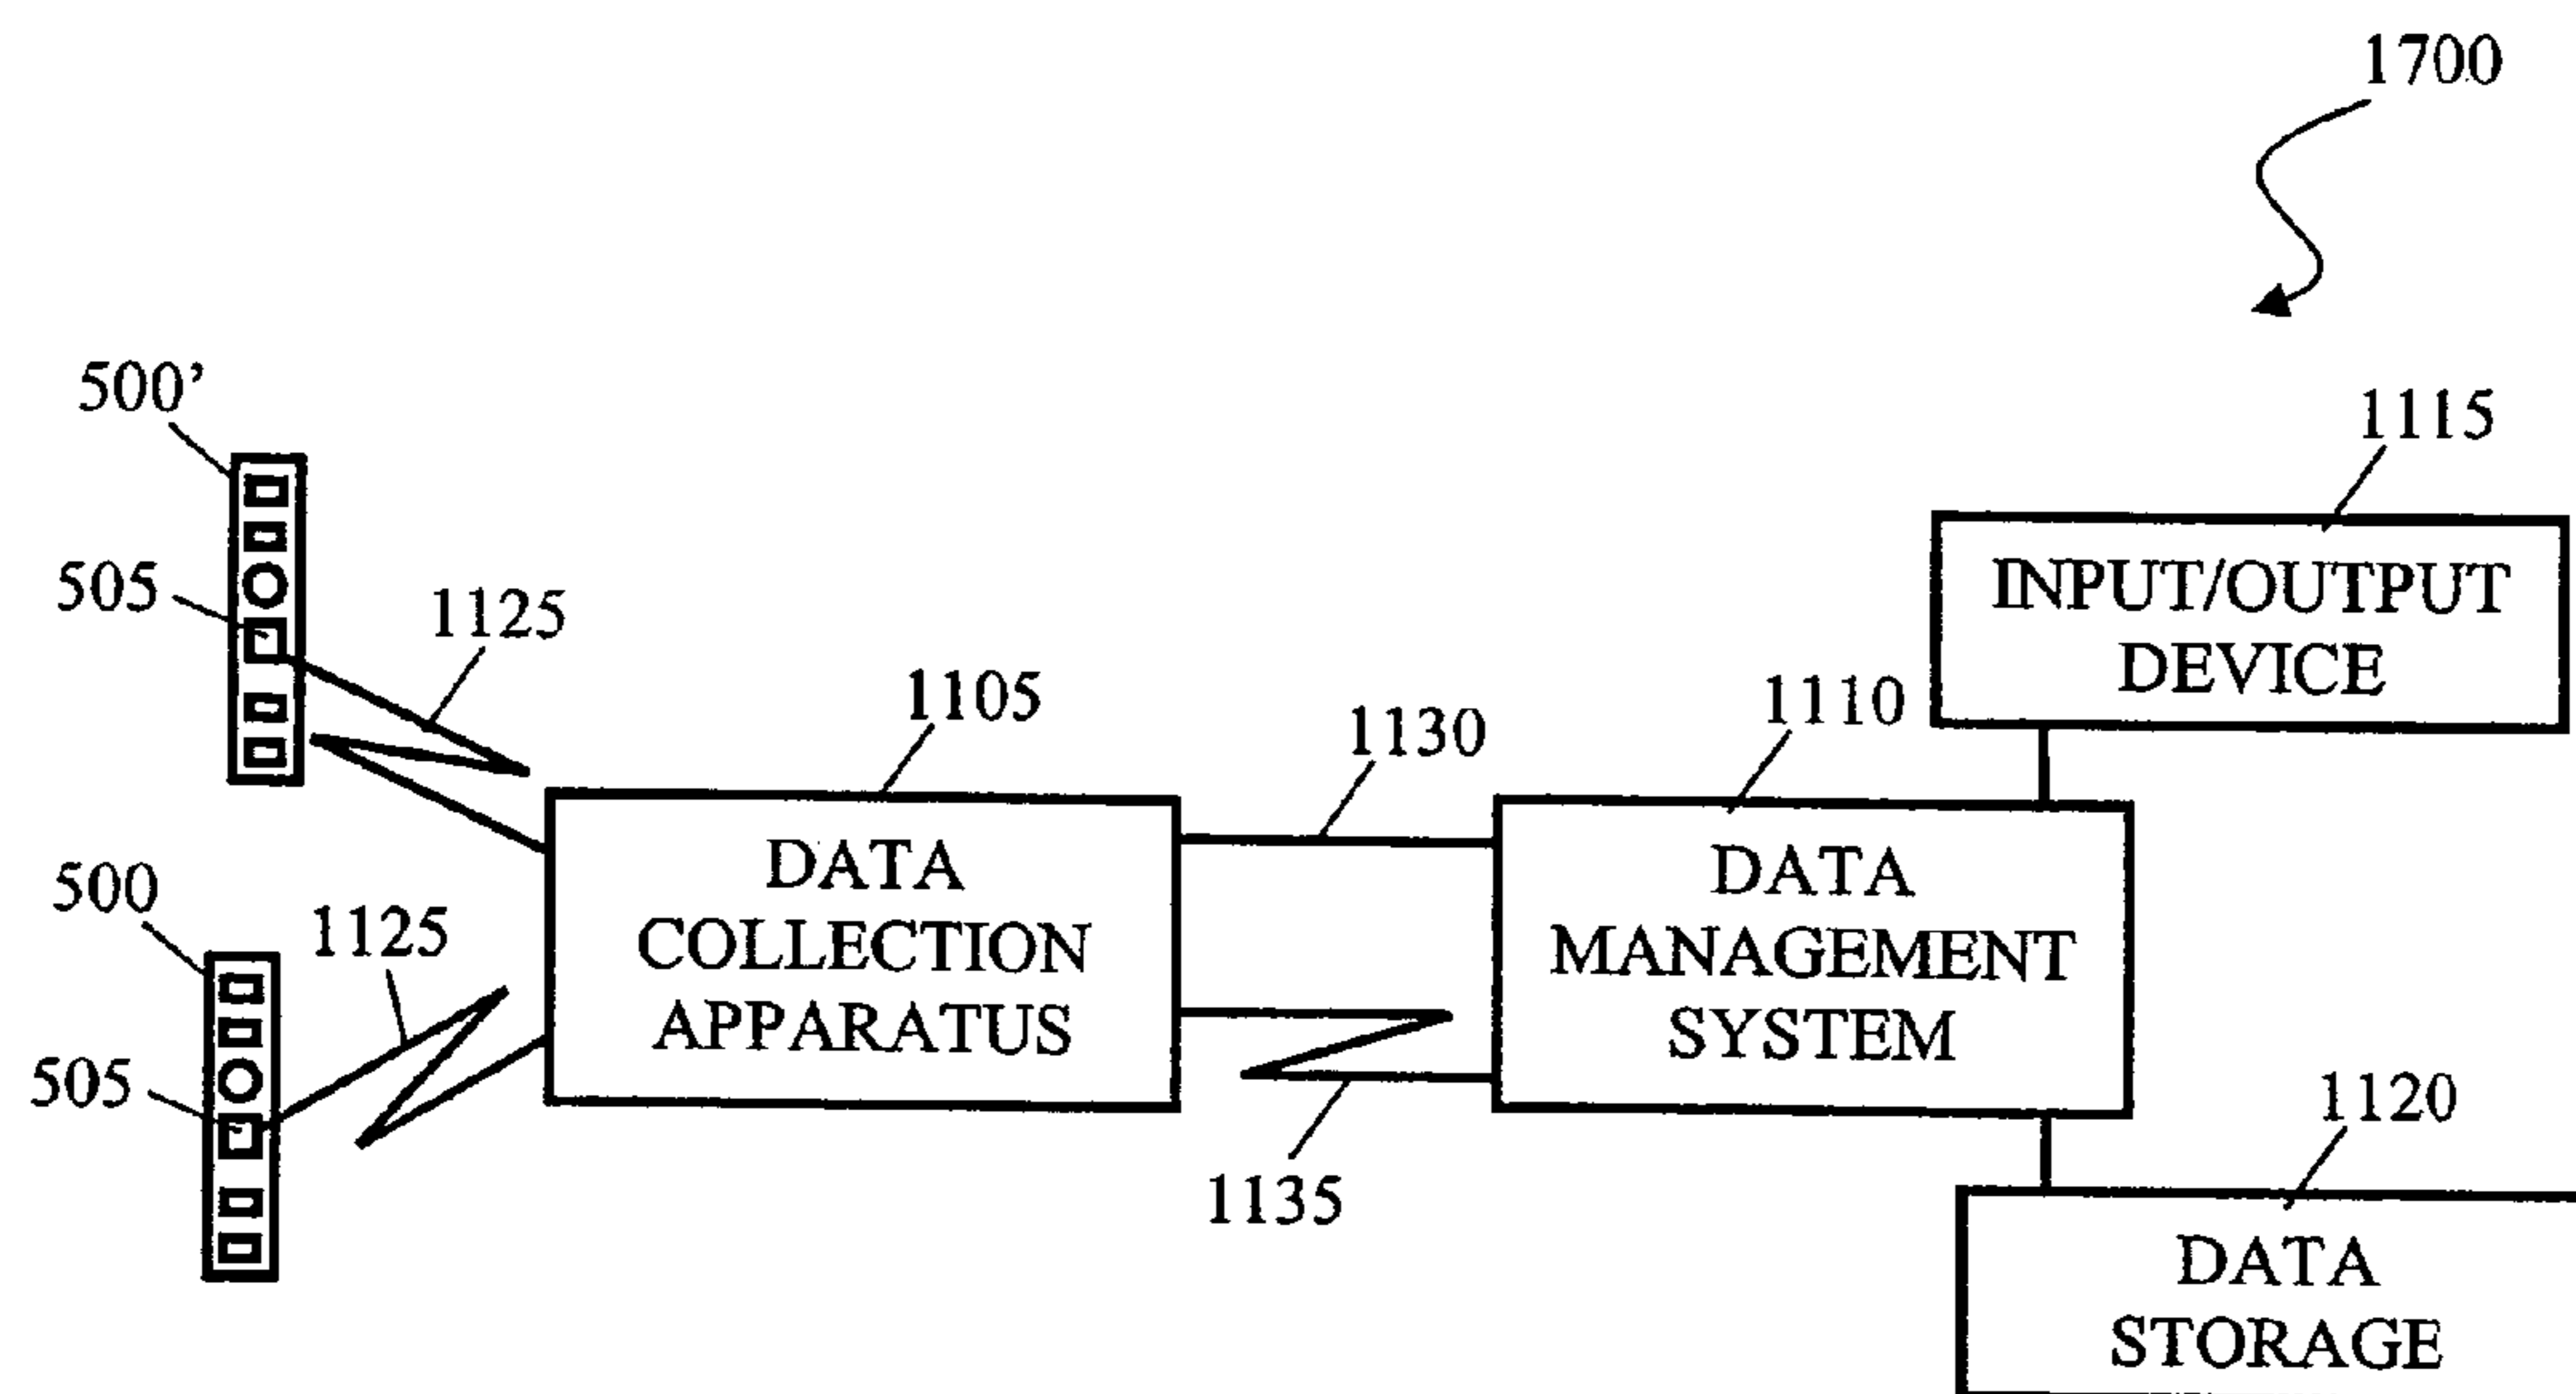 1700
500’
1115
505
1125
INPUT/OUTPUT
DEVICE
1105
1130
1110
DATA
COLLECTION
APPARATUS
DATA
MANAGEMENT
SYSTEM
500
1125
505
1135
1120
DATA
STORAGE